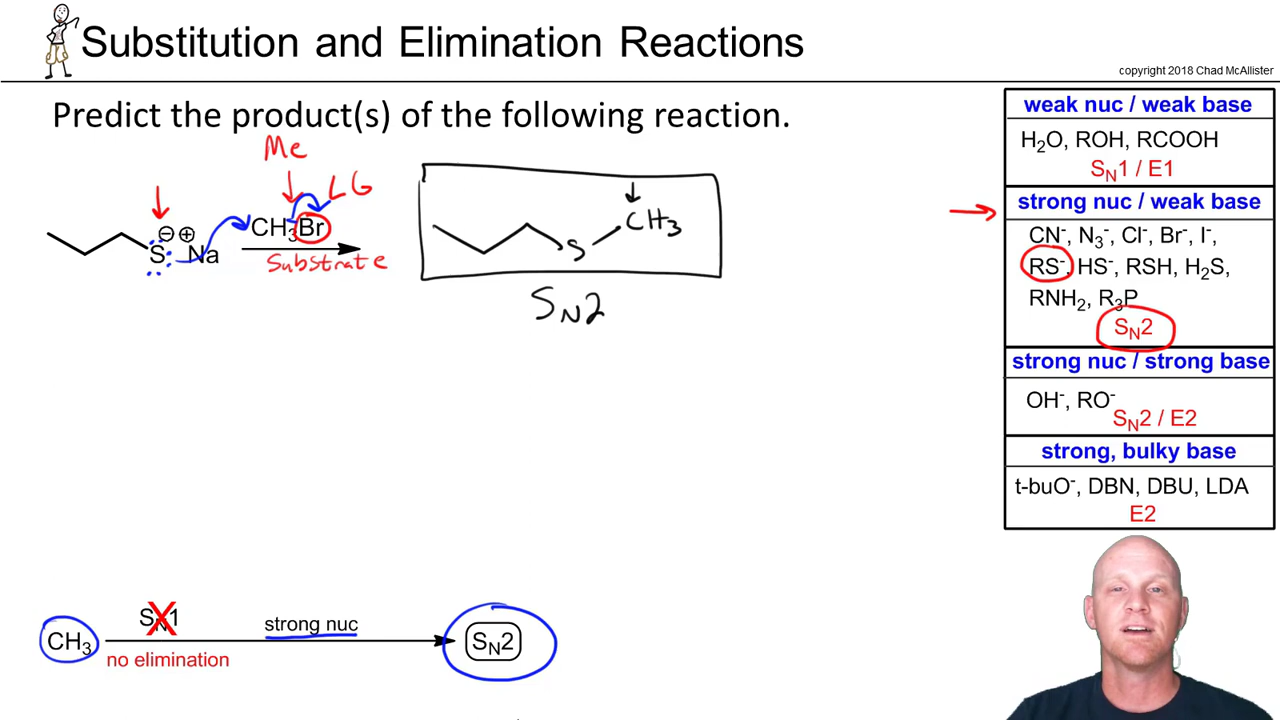 Substitution and Elimination Reactions
copyright 2018 Chad McAllister
Predict the product(s) of the following reaction.
Me
LG
S⊖ ⊕Na
CH₃Br
Substrate
S
CH₃
Sₙ2
weak nuc / weak base
H₂O, ROH, RCOOH
Sₙ1 / E1
strong nuc / weak base
CN⁻, N₃⁻, Cl⁻, Br⁻, I⁻,
RS⁻, HS⁻, RSH, H₂S,
RNH₂, R₃P
Sₙ2
strong nuc / strong base
OH⁻, RO⁻
Sₙ2 / E2
strong, bulky base
t-buO⁻, DBN, DBU, LDA
E2
CH₃
Sₙ1
no elimination
strong nuc
Sₙ2